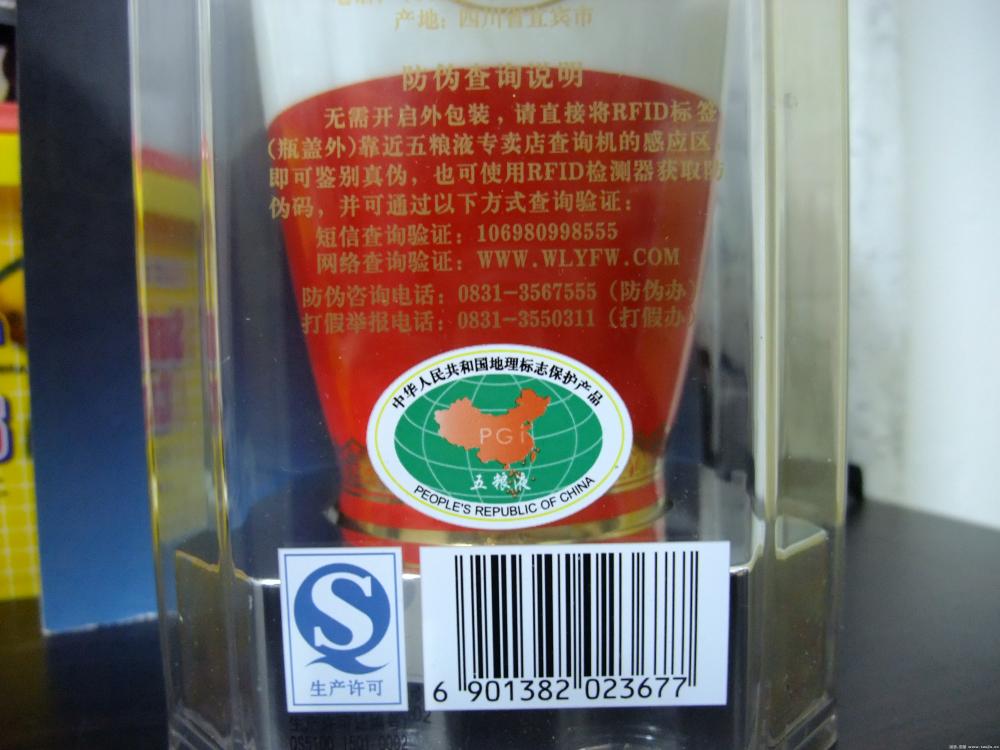 产地: 四川省宜宾市
防伪查询说明
无需开启外包装，请直接将RFID标签
(瓶盖外)靠近五粮液专卖店查询机的感应区,
即可鉴别真伪，也可使用RFID检测器获取防
伪码，并可通过以下方式查询验证：
短信查询验证：106980998555
网络查询验证：WWW.WLYFW.COM
防伪咨询电话：0831-3567555（防伪办）
打假举报电话：0831-3550311（打假办）
中华人民共和国地理标志保护产品
PGI
五粮液
PEOPLE'S REPUBLIC OF CHINA
生产许可
6 901382 023677
QS5100 1501 0002